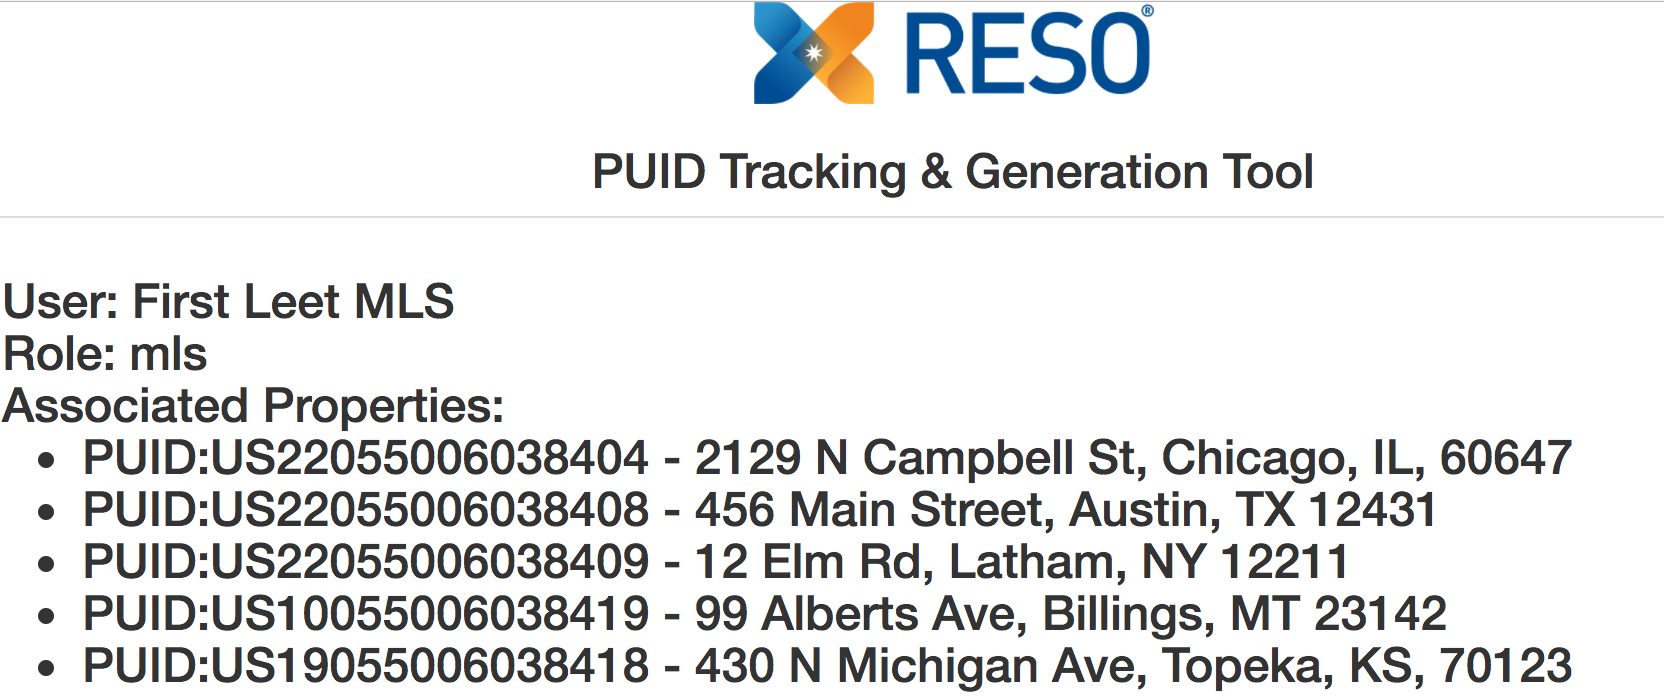 RESO®
PUID Tracking & Generation Tool
User: First Leet MLS
Role: mls
Associated Properties:
• PUID:US22055006038404 - 2129 N Campbell St, Chicago, IL, 60647
• PUID:US22055006038408 - 456 Main Street, Austin, TX 12431
• PUID:US22055006038409 - 12 Elm Rd, Latham, NY 12211
• PUID:US10055006038419 - 99 Alberts Ave, Billings, MT 23142
• PUID:US19055006038418 - 430 N Michigan Ave, Topeka, KS, 70123